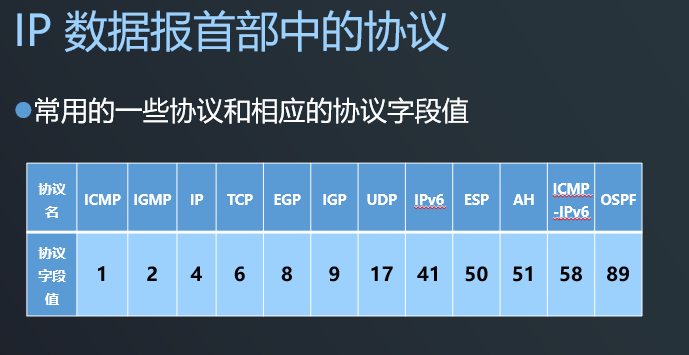 IP 数据报首部中的协议
常用的一些协议和相应的协议字段值
协议名 ICMP IGMP IP TCP EGP IGP UDP IPv6 ESP AH ICMP-IPv6 OSPF
协议字段值 1 2 4 6 8 9 17 41 50 51 58 89